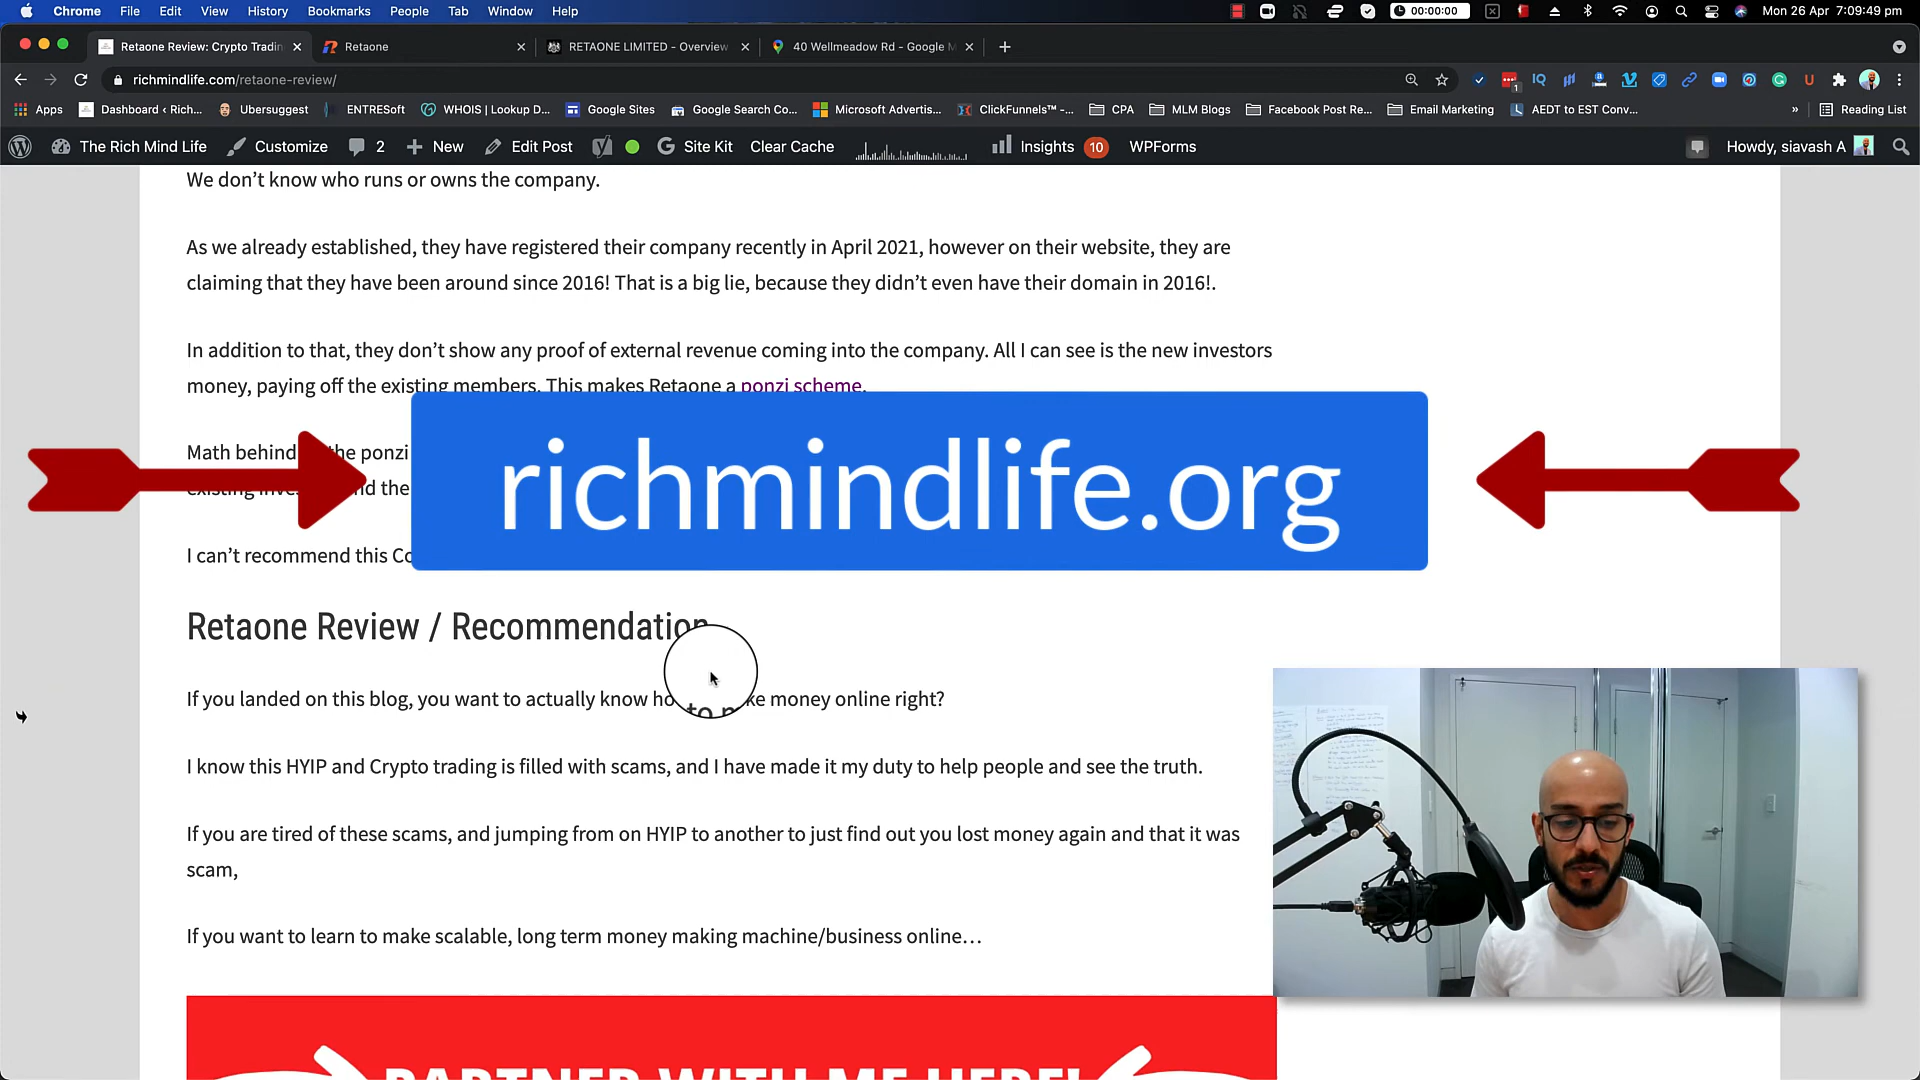 Chrome File Edit View History Bookmarks People Tab Window Help 00:00:00 Mon 26 Apr 7:09:49 pm
Retaone Review: Crypto Tradin Retaone RETAONE LIMITED - Overview 40 Wellmeadow Rd - Google M
richmindlife.com/retaone-review/
Apps Dashboard ‹ Rich... Ubersuggest ENTRESoft WHOIS | Lookup D... Google Sites Google Search Co... Microsoft Advertis... ClickFunnels™ -... CPA MLM Blogs Facebook Post Re... Email Marketing AEDT to EST Conv... » Reading List
The Rich Mind Life Customize 2 New Edit Post Site Kit Clear Cache Insights 10 WPForms Howdy, siavash A
We don’t know who runs or owns the company.
As we already established, they have registered their company recently in April 2021, however on their website, they are
claiming that they have been around since 2016! That is a big lie, because they didn’t even have their domain in 2016!.
In addition to that, they don’t show any proof of external revenue coming into the company. All I can see is the new investors
money, paying off the existing members. This makes Retaone a ponzi scheme.
Math behind the ponzi
existing the
richmindlife.org
I can’t recommend this
Retaone Review / Recommendation
If you landed on this blog, you want to actually know how to make money online right?
I know this HYIP and Crypto trading is filled with scams, and I have made it my duty to help people and see the truth.
If you are tired of these scams, and jumping from on HYIP to another to just find out you lost money again and that it was
scam,
If you want to learn to make scalable, long term money making machine/business online…
PARTNER WITH ME HERE!